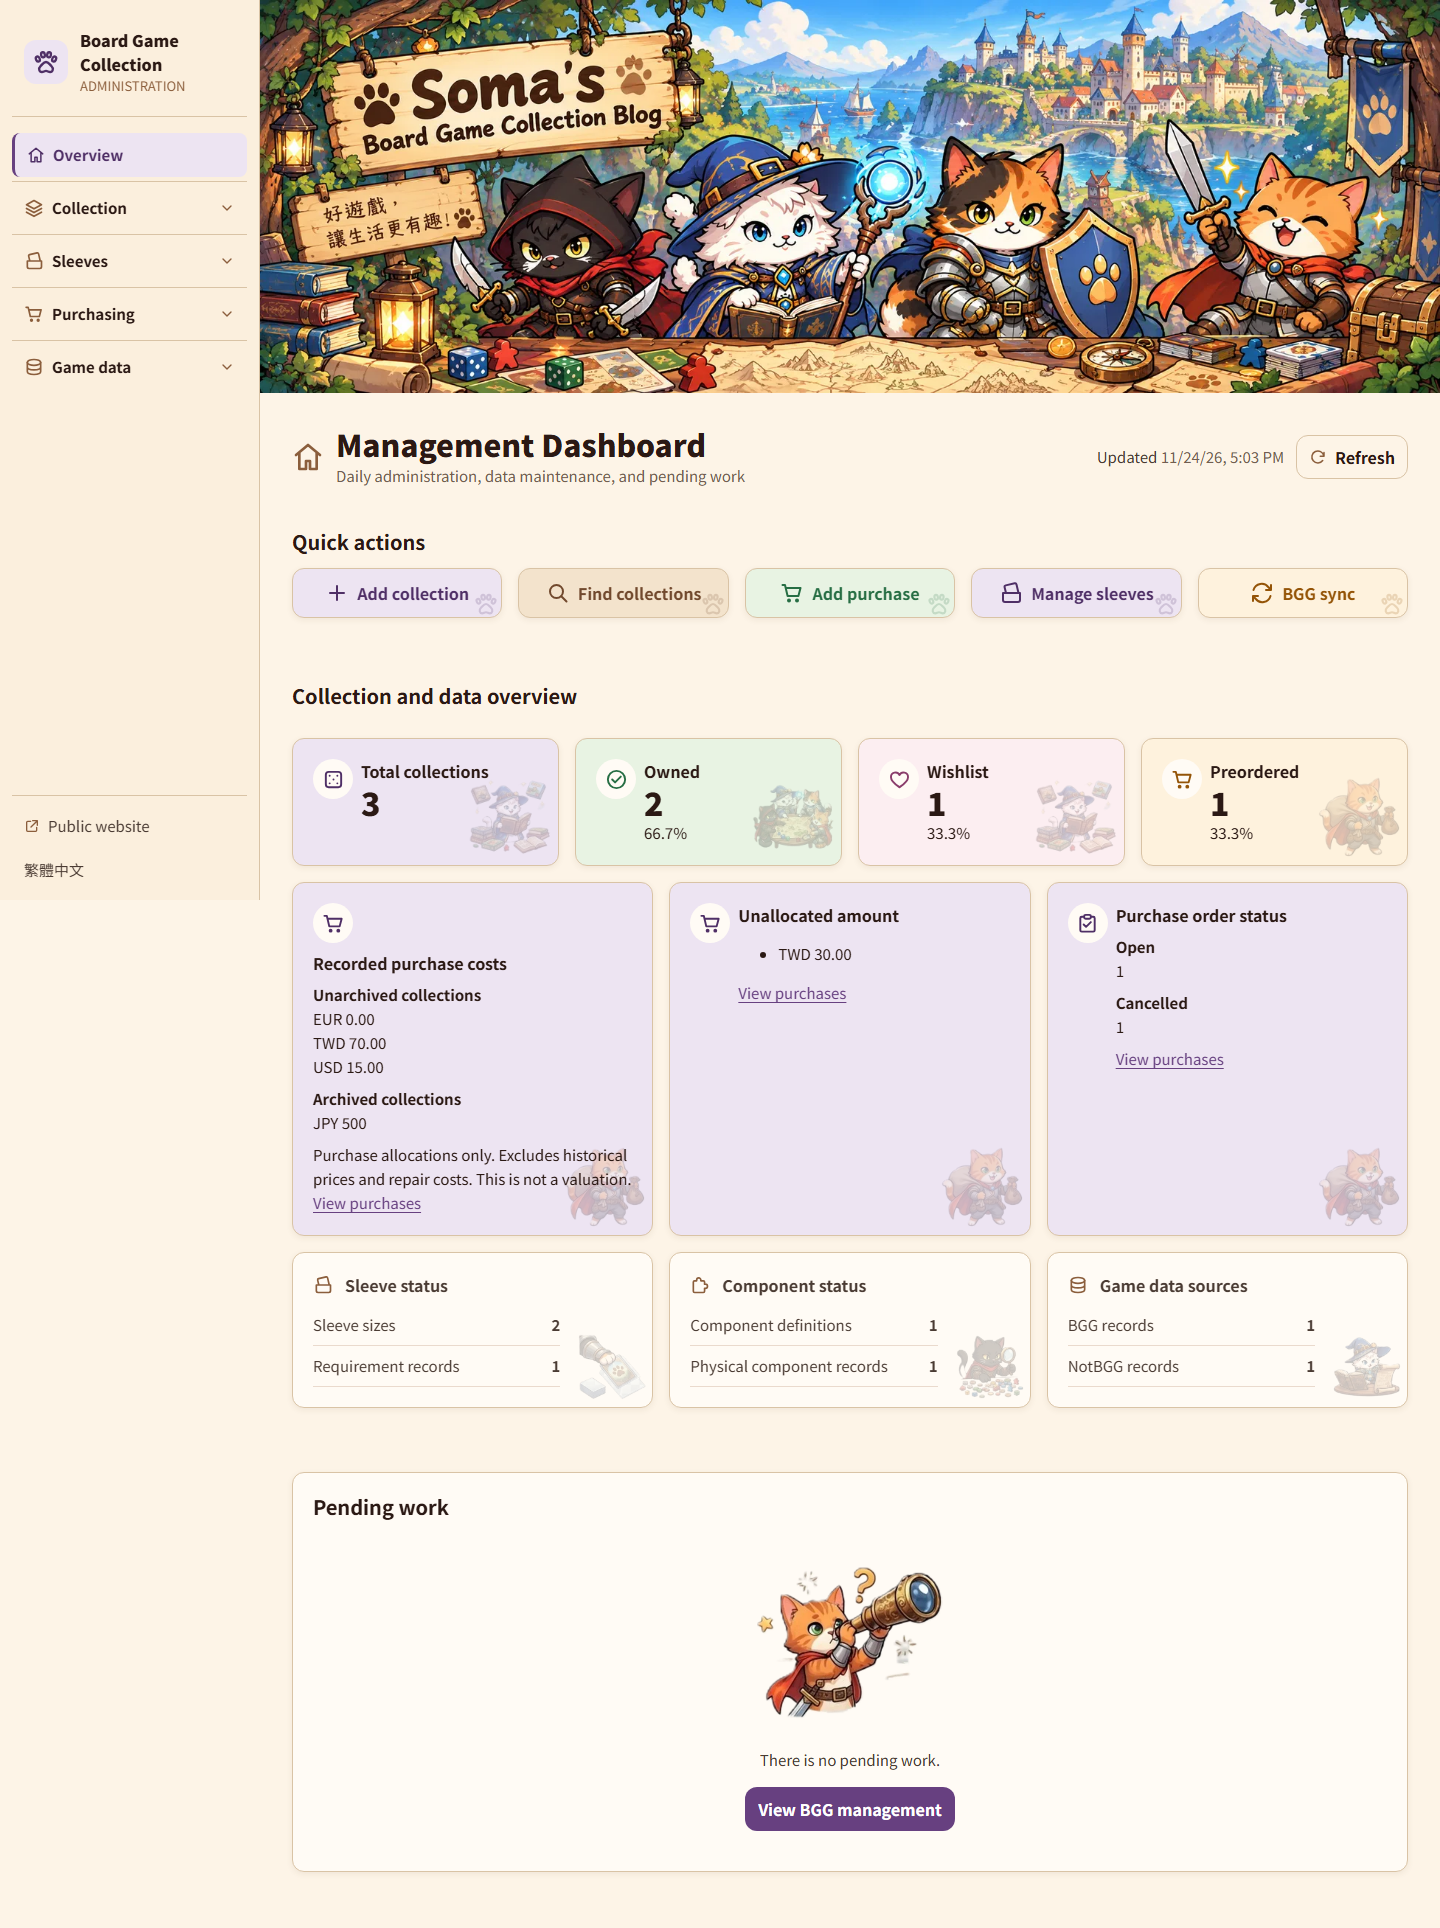 Board Game
Collection
ADMINISTRATION
Overview
Collection
Sleeves
Purchasing
Game data
Public website
繁體中文
Soma's
Board Game Collection Blog
好遊戲，
讓生活更有趣!
Management Dashboard
Daily administration, data maintenance, and pending work
Updated 11/24/26, 5:03 PM
Refresh
Quick actions
Add collection
Find collections
Add purchase
Manage sleeves
BGG sync
Collection and data overview
Total collections
3
Owned
2
66.7%
Wishlist
1
33.3%
Preordered
1
33.3%
Recorded purchase costs
Unarchived collections
EUR 0.00
TWD 70.00
USD 15.00
Archived collections
JPY 500
Purchase allocations only. Excludes historical
prices and repair costs. This is not a valuation.
View purchases
Unallocated amount
TWD 30.00
View purchases
Purchase order status
Open
1
Cancelled
1
View purchases
Sleeve status
Sleeve sizes 2
Requirement records 1
Component status
Component definitions 1
Physical component records 1
Game data sources
BGG records 1
NotBGG records 1
Pending work
There is no pending work.
View BGG management